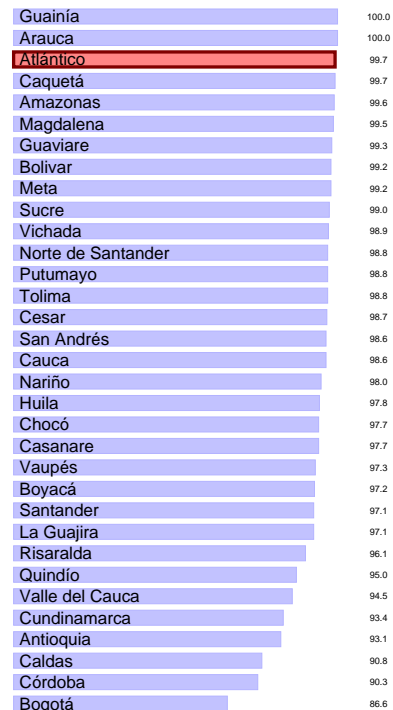 Guainía 100.0
Arauca 100.0
Atlántico 99.7
Caquetá 99.7
Amazonas 99.6
Magdalena 99.5
Guaviare 99.3
Bolivar 99.2
Meta 99.2
Sucre 99.0
Vichada 98.9
Norte de Santander 98.8
Putumayo 98.8
Tolima 98.8
Cesar 98.7
San Andrés 98.6
Cauca 98.6
Nariño 98.0
Huila 97.8
Chocó 97.7
Casanare 97.7
Vaupés 97.3
Boyacá 97.2
Santander 97.1
La Guajira 97.1
Risaralda 96.1
Quindío 95.0
Valle del Cauca 94.5
Cundinamarca 93.4
Antioquia 93.1
Caldas 90.8
Córdoba 90.3
Bogotá 86.6